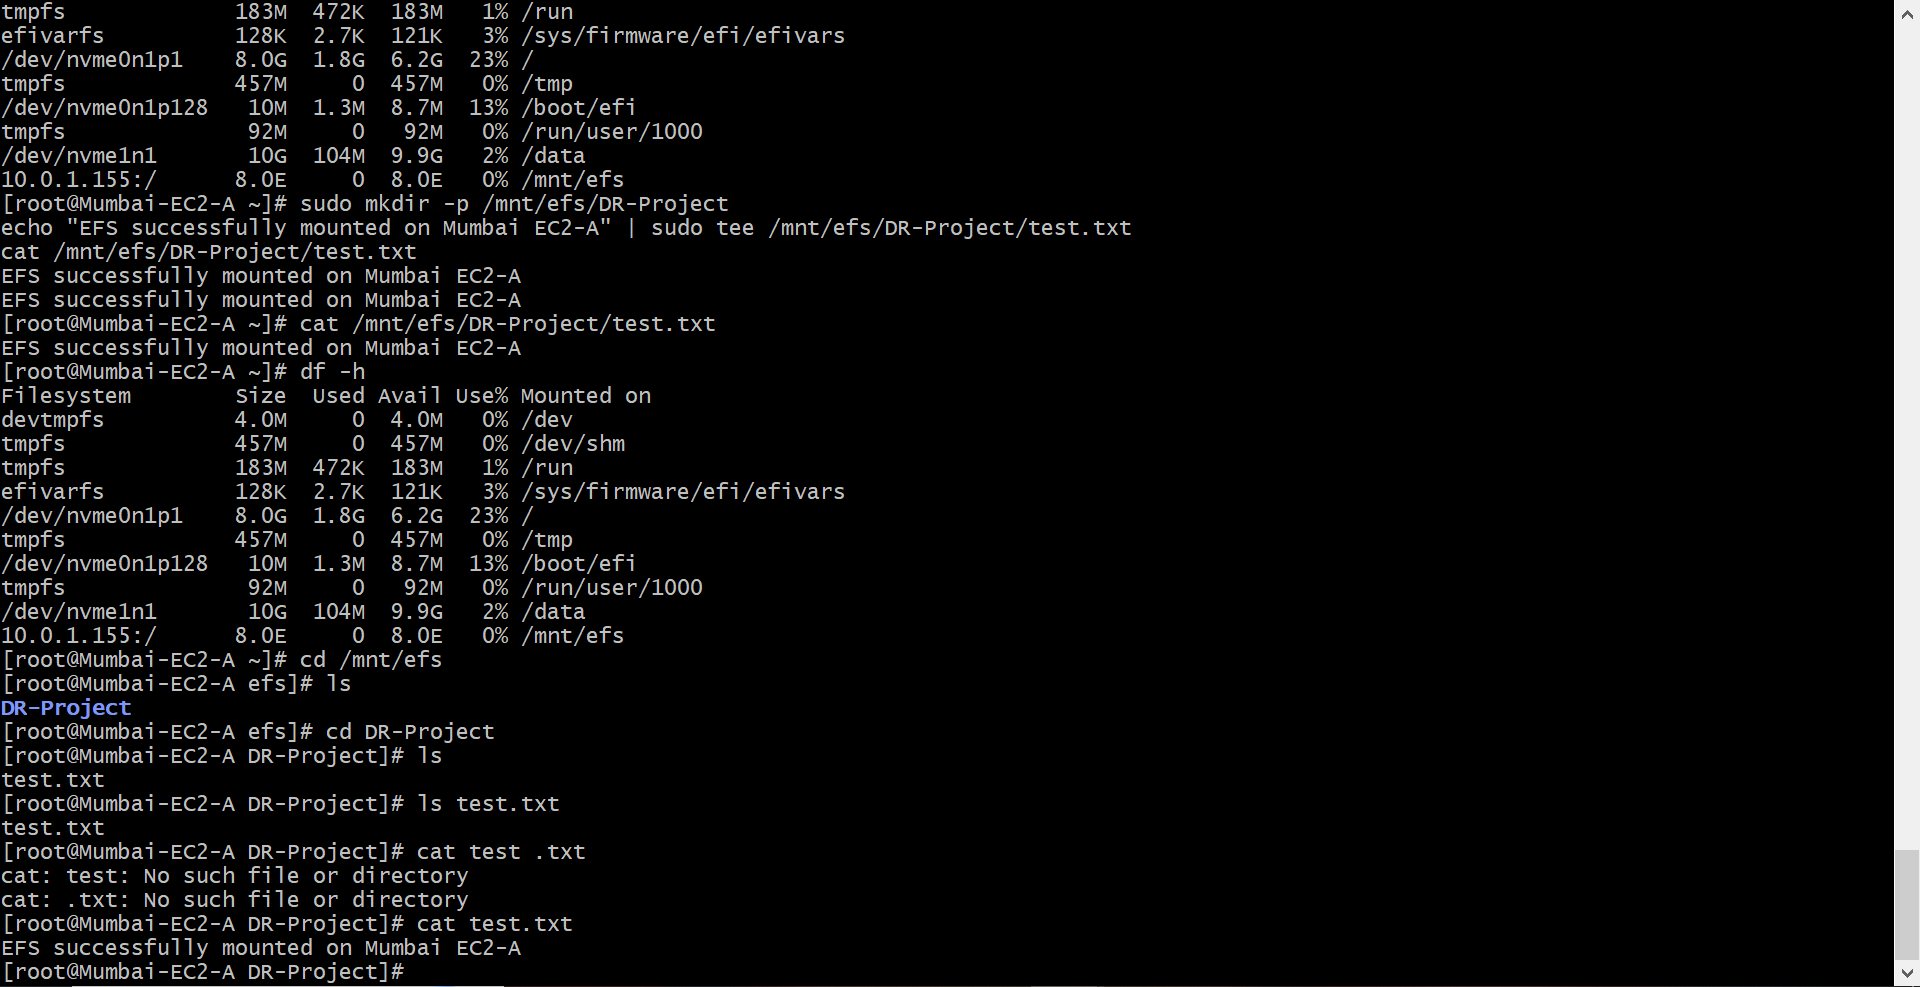 tmpfs           183M  472K  183M   1% /run
efivarfs        128K  2.7K  121K   3% /sys/firmware/efi/efivars
/dev/nvme0n1p1    8.0G  1.8G  6.2G  23% /
tmpfs           457M     0  457M   0% /tmp
/dev/nvme0n1p128   10M  1.3M  8.7M  13% /boot/efi
tmpfs            92M     0   92M   0% /run/user/1000
/dev/nvme1n1       10G  104M  9.9G   2% /data
10.0.1.155:/      8.0E     0  8.0E   0% /mnt/efs
[root@Mumbai-EC2-A ~]# sudo mkdir -p /mnt/efs/DR-Project
echo "EFS successfully mounted on Mumbai EC2-A" | sudo tee /mnt/efs/DR-Project/test.txt
cat /mnt/efs/DR-Project/test.txt
EFS successfully mounted on Mumbai EC2-A
EFS successfully mounted on Mumbai EC2-A
[root@Mumbai-EC2-A ~]# cat /mnt/efs/DR-Project/test.txt
EFS successfully mounted on Mumbai EC2-A
[root@Mumbai-EC2-A ~]# df -h
Filesystem        Size  Used Avail Use% Mounted on
devtmpfs          4.0M     0  4.0M   0% /dev
tmpfs             457M     0  457M   0% /dev/shm
tmpfs             183M  472K  183M   1% /run
efivarfs          128K  2.7K  121K   3% /sys/firmware/efi/efivars
/dev/nvme0n1p1    8.0G  1.8G  6.2G  23% /
tmpfs             457M     0  457M   0% /tmp
/dev/nvme0n1p128   10M  1.3M  8.7M  13% /boot/efi
tmpfs              92M     0   92M   0% /run/user/1000
/dev/nvme1n1       10G  104M  9.9G   2% /data
10.0.1.155:/      8.0E     0  8.0E   0% /mnt/efs
[root@Mumbai-EC2-A ~]# cd /mnt/efs
[root@Mumbai-EC2-A efs]# ls
DR-Project
[root@Mumbai-EC2-A efs]# cd DR-Project
[root@Mumbai-EC2-A DR-Project]# ls
test.txt
[root@Mumbai-EC2-A DR-Project]# ls test.txt
test.txt
[root@Mumbai-EC2-A DR-Project]# cat test .txt
cat: test: No such file or directory
cat: .txt: No such file or directory
[root@Mumbai-EC2-A DR-Project]# cat test.txt
EFS successfully mounted on Mumbai EC2-A
[root@Mumbai-EC2-A DR-Project]#